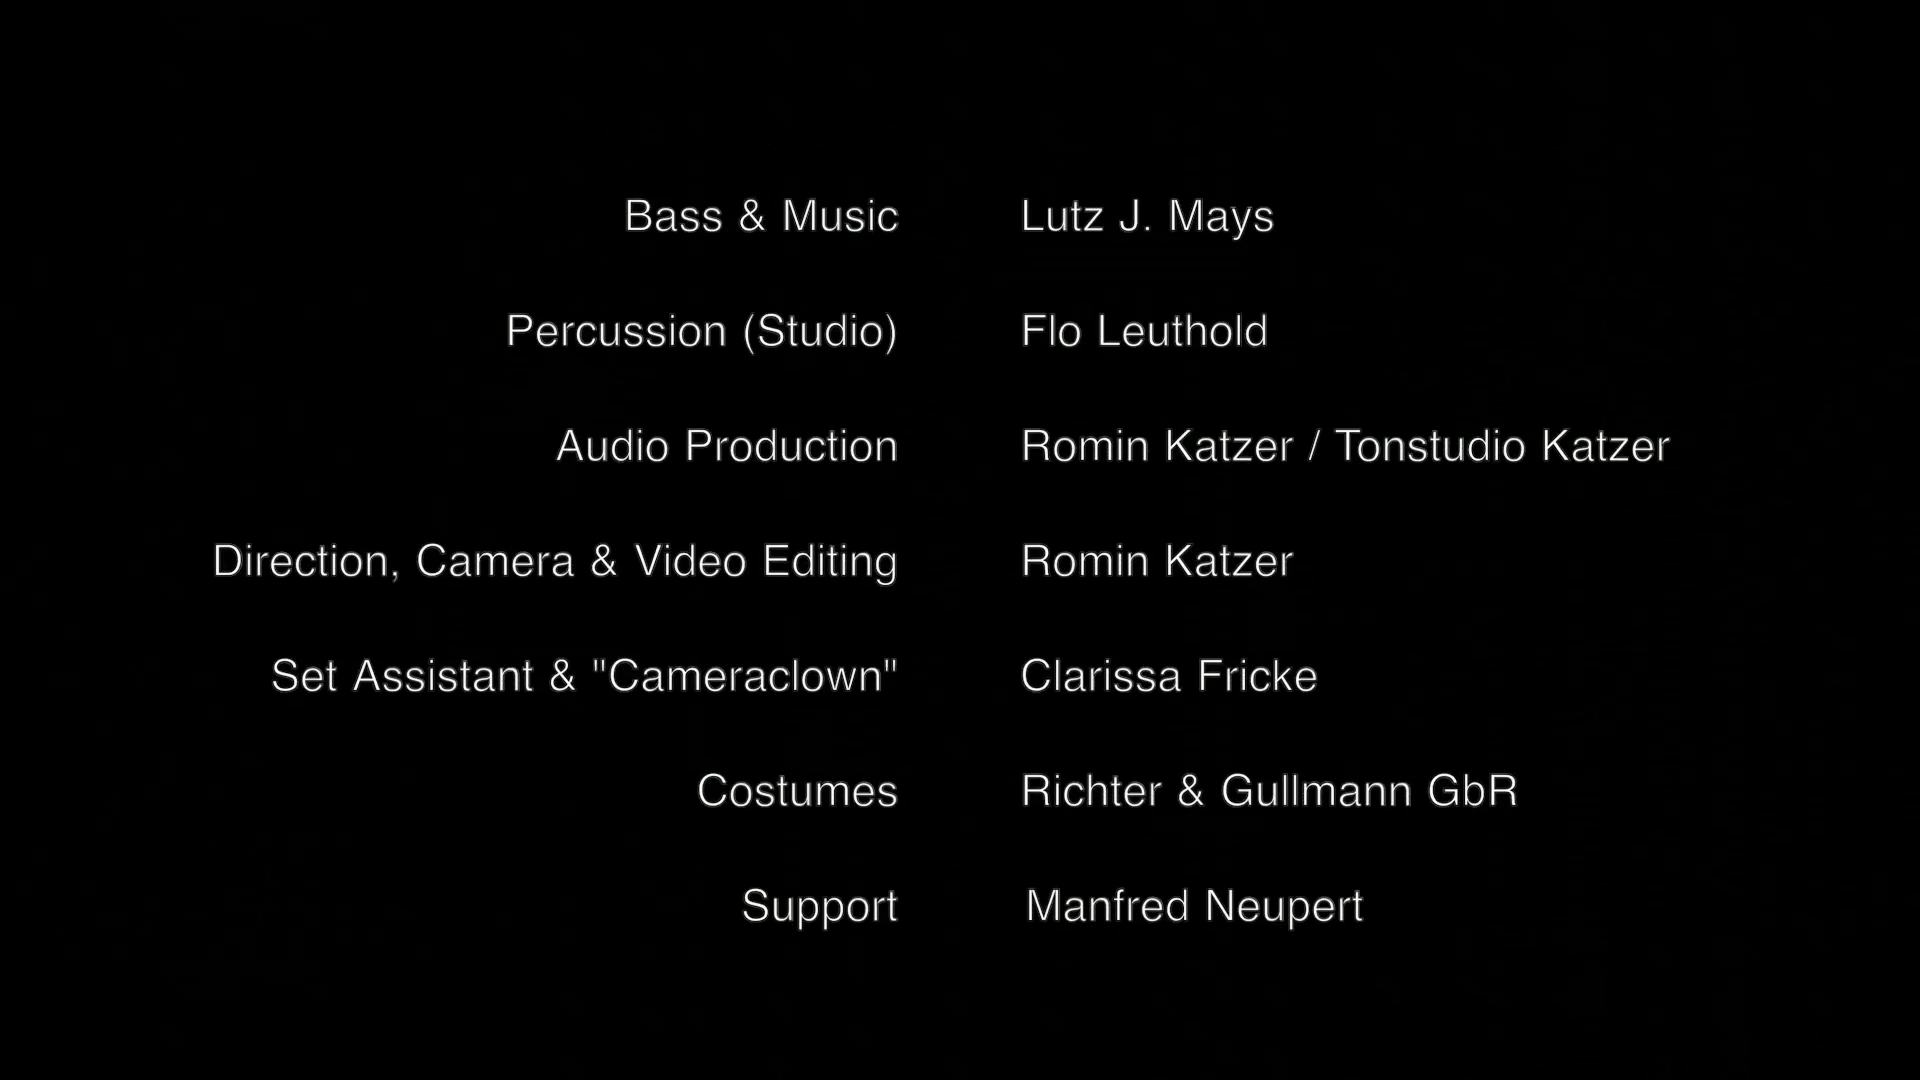 Bass & Music Lutz J. Mays
Percussion (Studio) Flo Leuthold
Audio Production Romin Katzer / Tonstudio Katzer
Direction, Camera & Video Editing Romin Katzer
Set Assistant & "Cameraclown" Clarissa Fricke
Costumes Richter & Gullmann GbR
Support Manfred Neupert